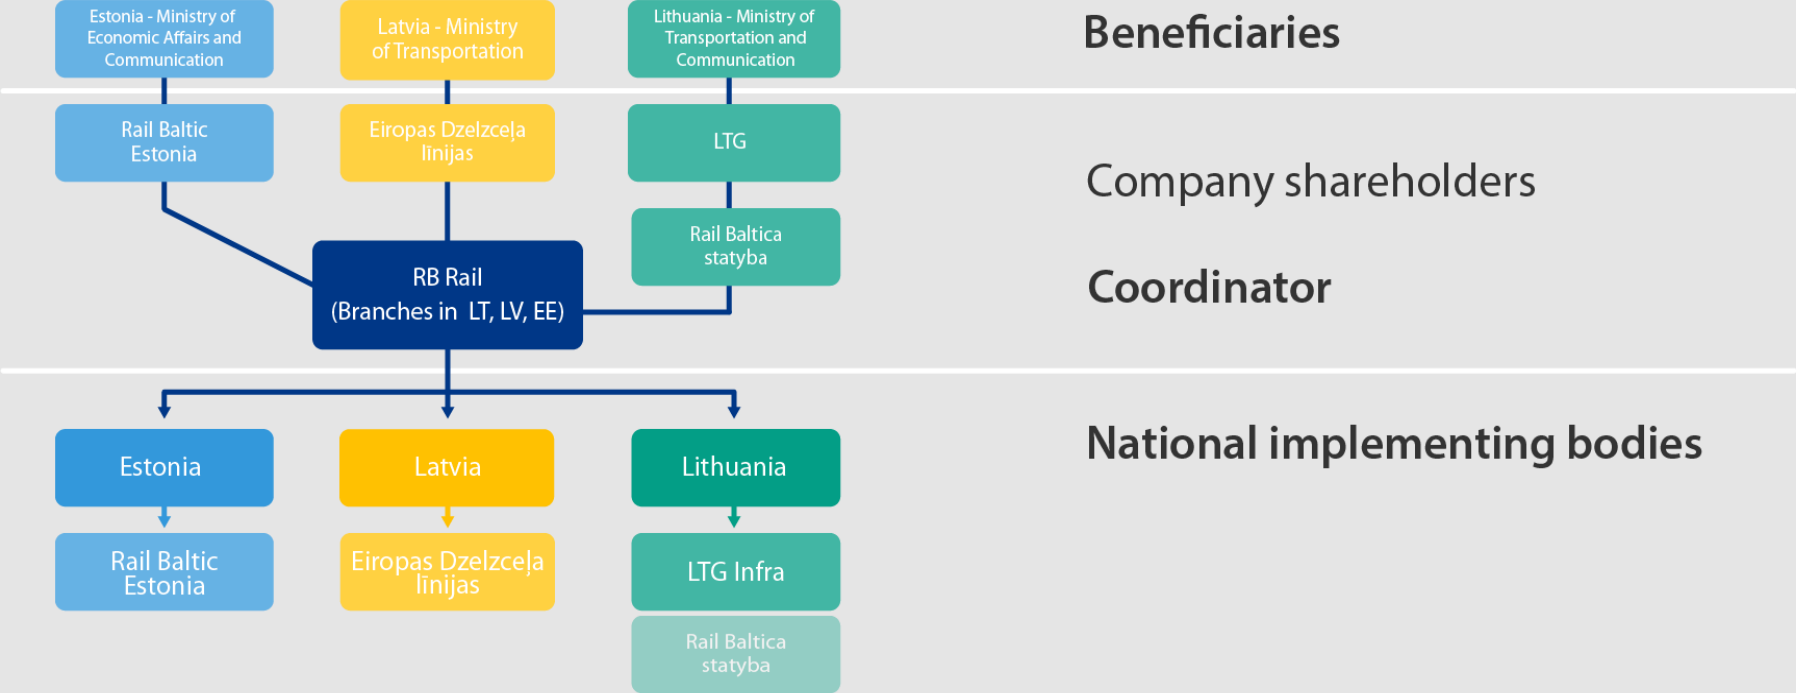 Estonia - Ministry of
Economic Affairs and
Communication
Latvia - Ministry
of Transportation
Lithuania - Ministry of
Transportation and
Communication
Beneficiaries
Rail Baltic
Estonia
Eiropas Dzelzceļa
līnijas
LTG
Company shareholders
Rail Baltica
statyba
RB Rail
(Branches in LT, LV, EE)
Coordinator
National implementing bodies
Estonia
Latvia
Lithuania
Rail Baltic
Estonia
Eiropas Dzelzceļa
līnijas
LTG Infra
Rail Baltica
statyba